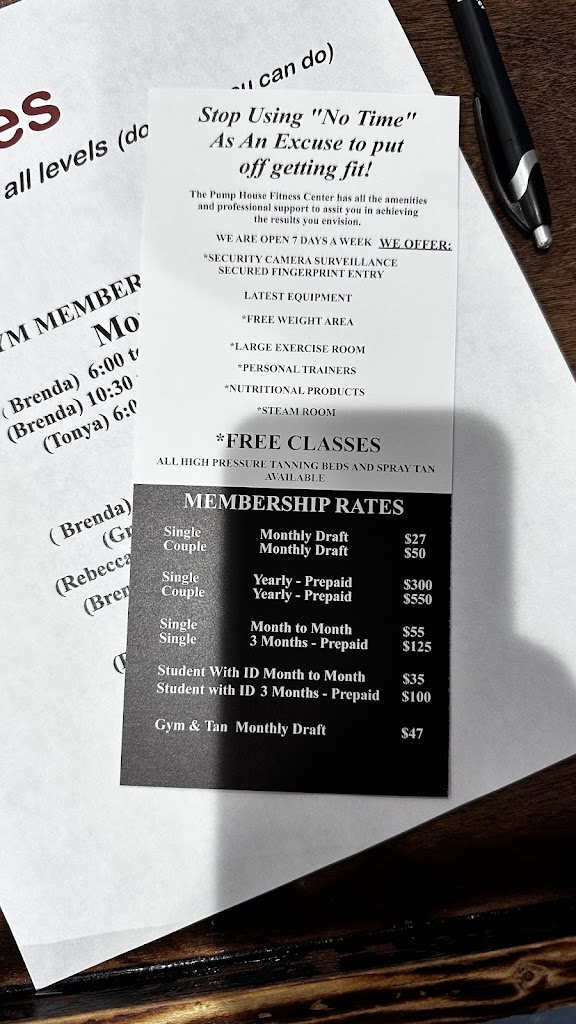 es
all levels (do
u can do)
YM MEMBER
Mo
(Brenda) 6:00 to
(Brenda) 10:30
(Tonya) 6:0
(Brenda)
(Gr
(Rebecca
(Bren
Stop Using "No Time"
As An Excuse to put
off getting fit!
The Pump House Fitness Center has all the amenities
and professional support to assit you in achieving
the results you envision.
WE ARE OPEN 7 DAYS A WEEK WE OFFER:
*SECURITY CAMERA SURVEILLANCE
SECURED FINGERPRINT ENTRY
LATEST EQUIPMENT
*FREE WEIGHT AREA
*LARGE EXERCISE ROOM
*PERSONAL TRAINERS
*NUTRITIONAL PRODUCTS
*STEAM ROOM
*FREE CLASSES
ALL HIGH PRESSURE TANNING BEDS AND SPRAY TAN
AVAILABLE
MEMBERSHIP RATES
Single Monthly Draft $27
Couple Monthly Draft $50
Single Yearly - Prepaid $300
Couple Yearly - Prepaid $550
Single Month to Month $55
Single 3 Months - Prepaid $125
Student With ID Month to Month $35
Student with ID 3 Months - Prepaid $100
Gym & Tan Monthly Draft $47